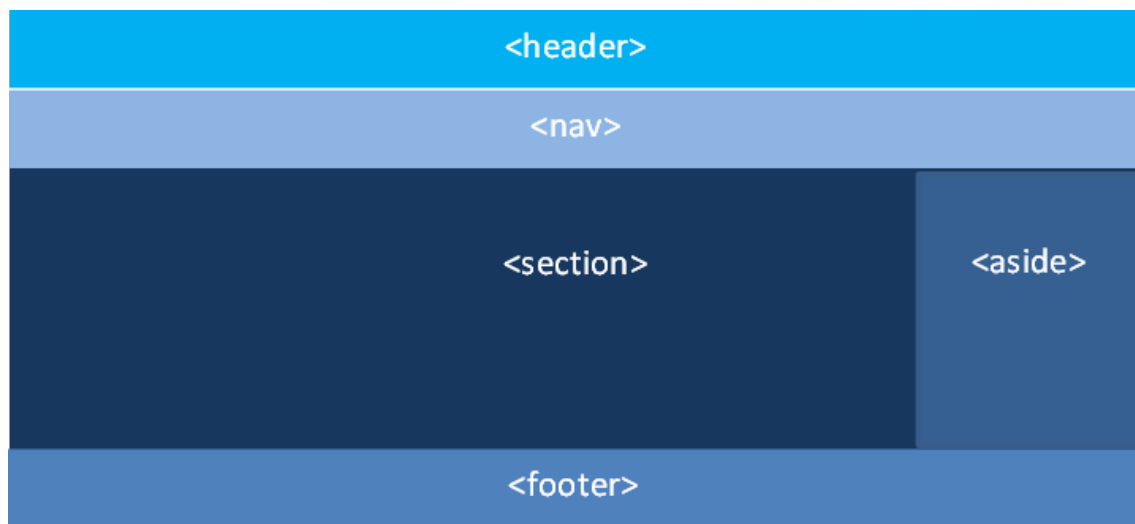 <header>
<nav>
<section>
<aside>
<footer>